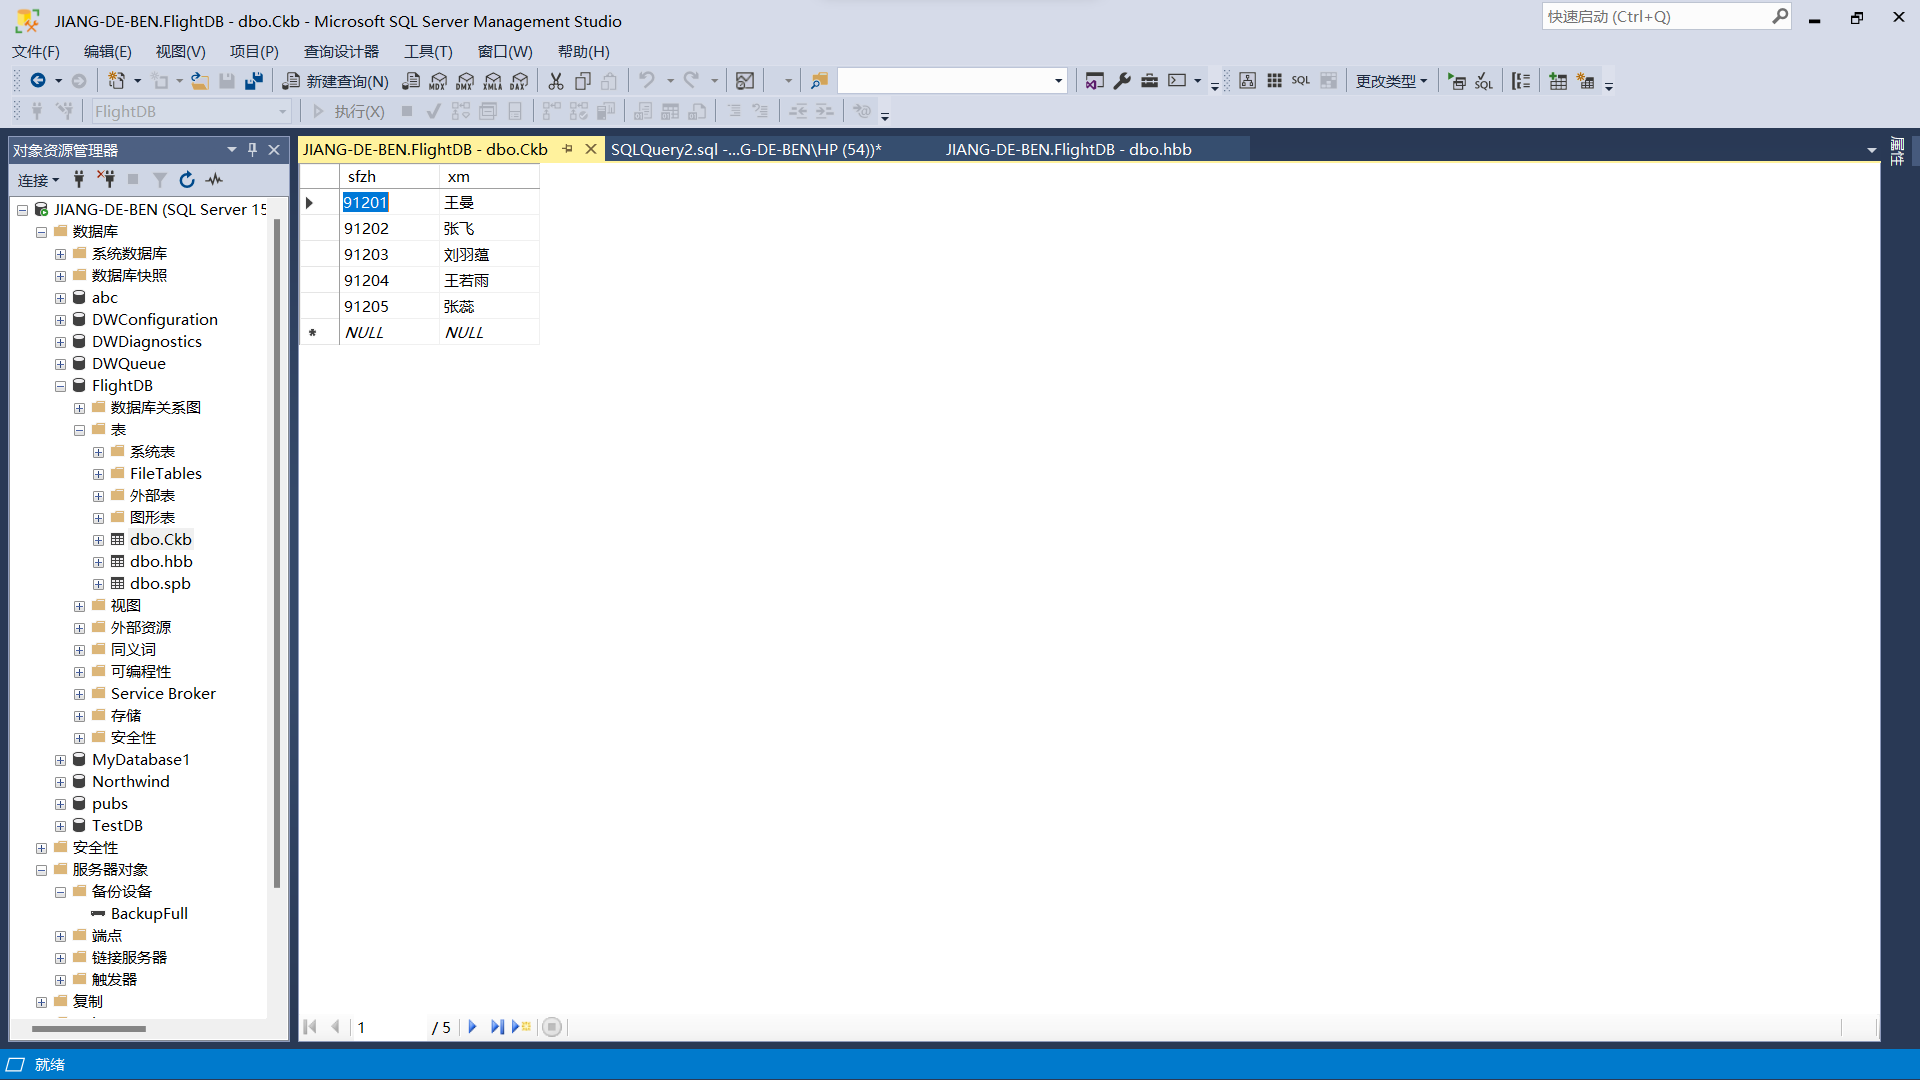 JIANG-DE-BEN.FlightDB - dbo.Ckb - Microsoft SQL Server Management Studio
快速启动 (Ctrl+Q)
文件(F) 编辑(E) 视图(V) 项目(P) 查询设计器 工具(T) 窗口(W) 帮助(H)
新建查询(N) MDX DMX XMLA DAX SQL 更改类型 SQL
FlightDB 执行(X)
对象资源管理器
JIANG-DE-BEN.FlightDB - dbo.Ckb SQLQuery2.sql -...G-DE-BEN\HP (54))* JIANG-DE-BEN.FlightDB - dbo.hbb
属性
连接
JIANG-DE-BEN (SQL Server 15
数据库
系统数据库
数据库快照
abc
DWConfiguration
DWDiagnostics
DWQueue
FlightDB
数据库关系图
表
系统表
FileTables
外部表
图形表
dbo.Ckb
dbo.hbb
dbo.spb
视图
外部资源
同义词
可编程性
Service Broker
存储
安全性
MyDatabase1
Northwind
pubs
TestDB
安全性
服务器对象
备份设备
BackupFull
端点
链接服务器
触发器
复制
sfzh xm
91201 王曼
91202 张飞
91203 刘羽蕴
91204 王若雨
91205 张蕊
NULL NULL
1 / 5
就绪